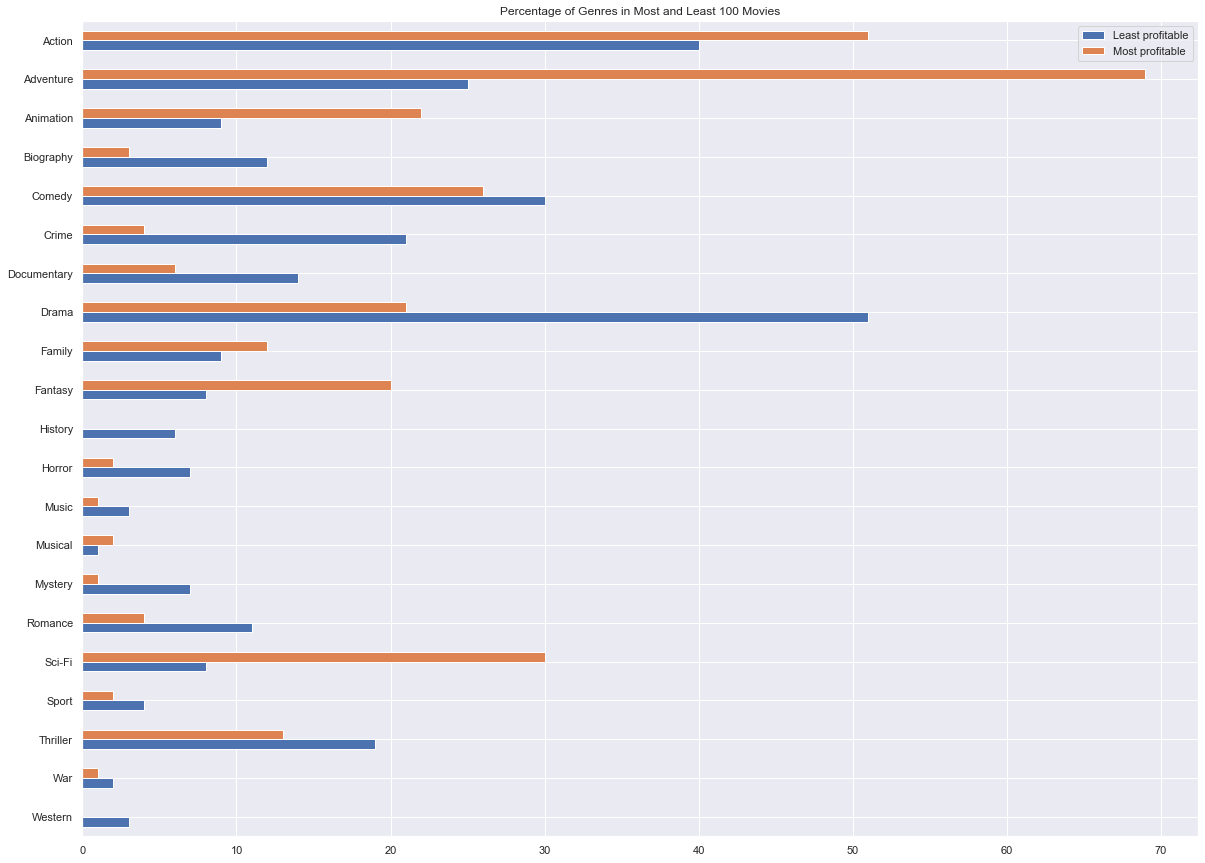 Percentage of Genres in Most and Least 100 Movies
Least profitable
Most profitable
Action
Adventure
Animation
Biography
Comedy
Crime
Documentary
Drama
Family
Fantasy
History
Horror
Music
Musical
Mystery
Romance
Sci-Fi
Sport
Thriller
War
Western
0 10 20 30 40 50 60 70